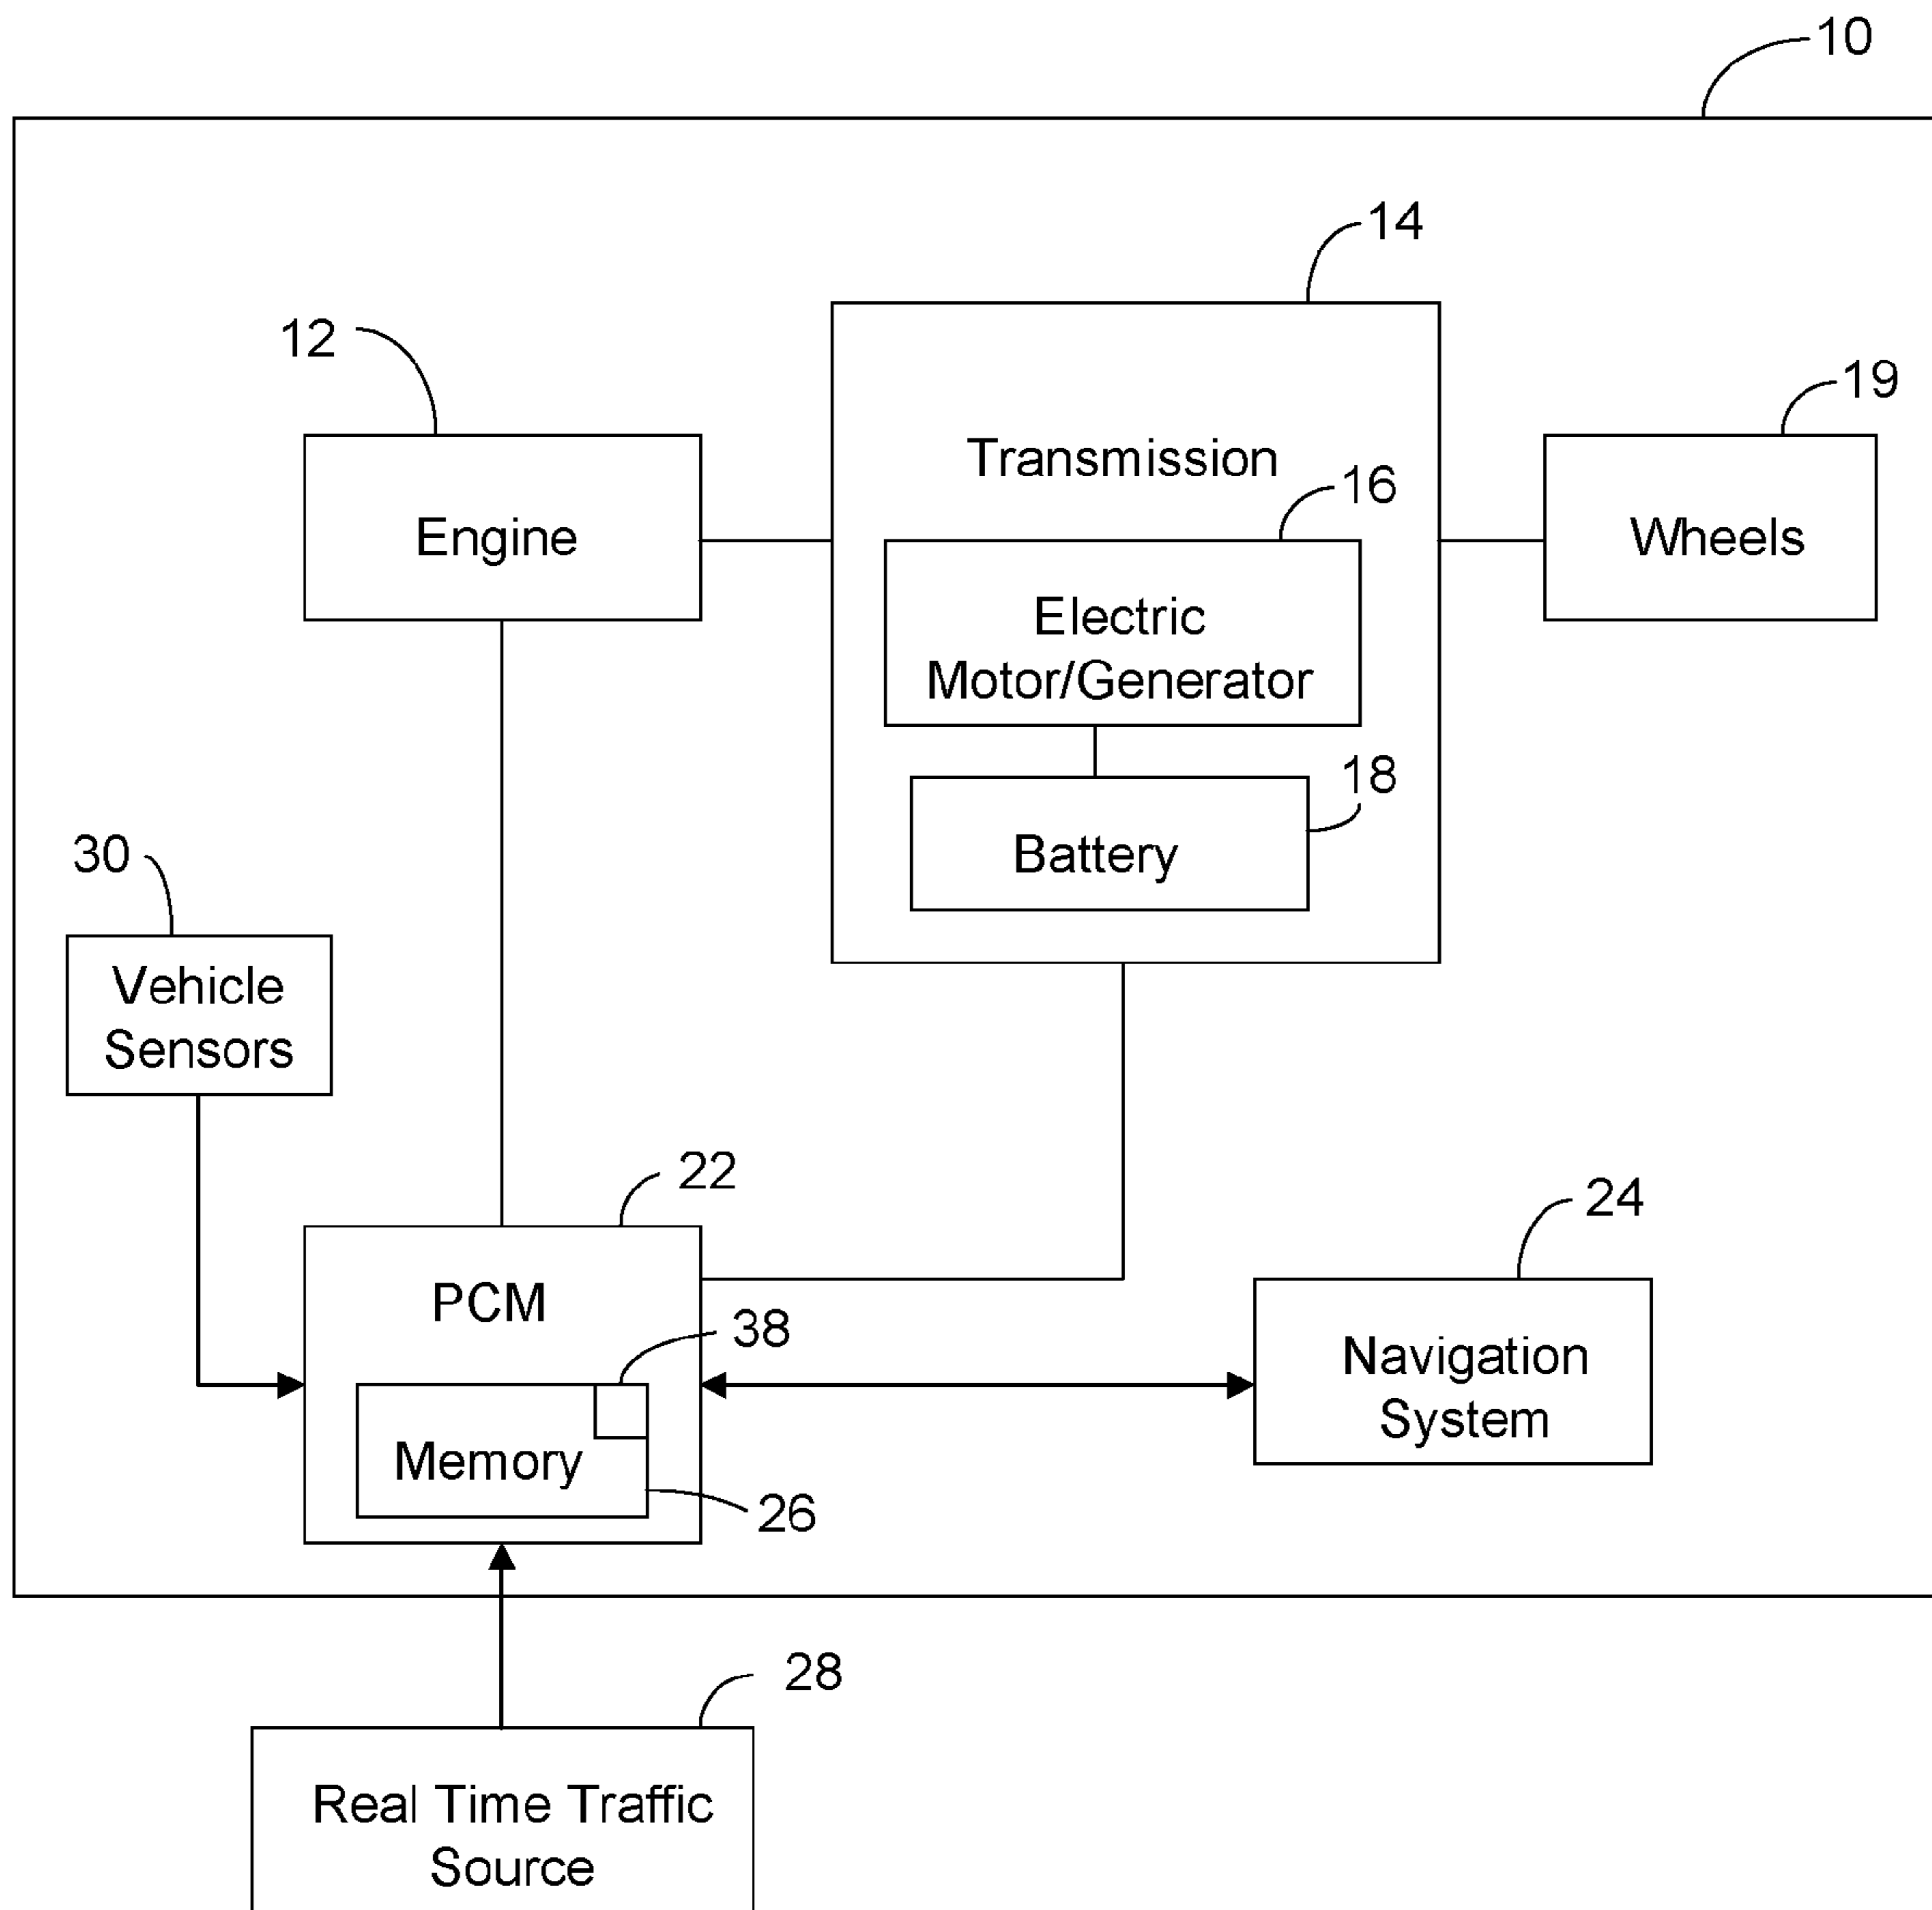 10
14
12
19
Transmission
16
Engine
Wheels
Electric
Motor/Generator
18
Battery
30
Vehicle
Sensors
22
24
PCM
38
Navigation
System
Memory
26
28
Real Time Traffic
Source